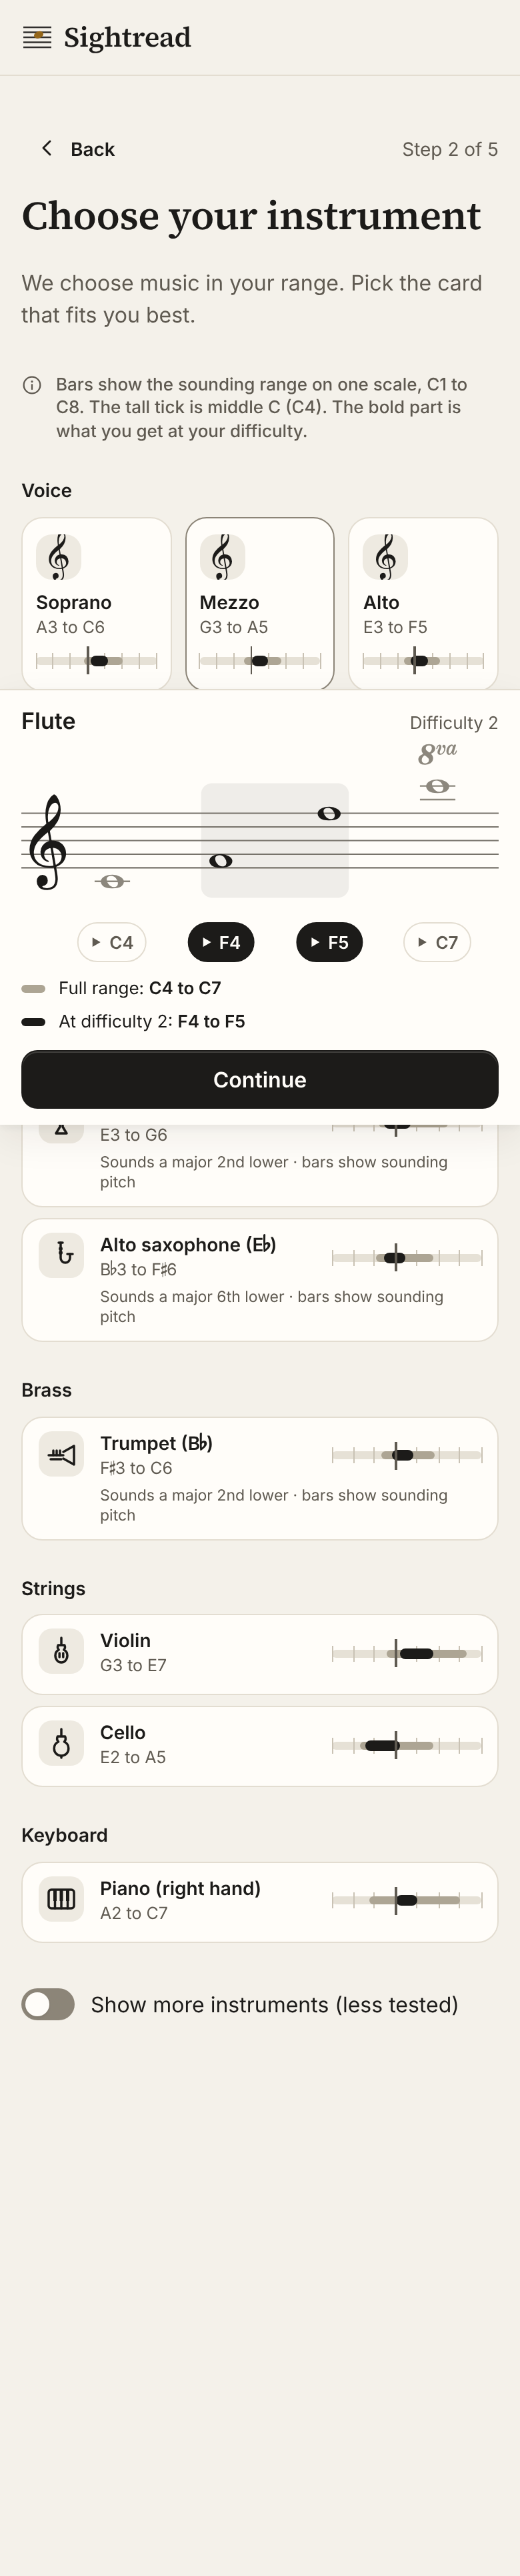 Sightread
Back
Step 2 of 5
Choose your instrument
We choose music in your range. Pick the card
that fits you best.
Bars show the sounding range on one scale, C1 to
C8. The tall tick is middle C (C4). The bold part is
what you get at your difficulty.
Voice
Soprano
A3 to C6
Mezzo
G3 to A5
Alto
E3 to F5
Flute
Difficulty 2
8va
C4
F4
F5
C7
Full range: C4 to C7
At difficulty 2: F4 to F5
Continue
E3 to G6
Sounds a major 2nd lower · bars show sounding
pitch
Alto saxophone (E♭)
B♭3 to F♯6
Sounds a major 6th lower · bars show sounding
pitch
Brass
Trumpet (B♭)
F♯3 to C6
Sounds a major 2nd lower · bars show sounding
pitch
Strings
Violin
G3 to E7
Cello
E2 to A5
Keyboard
Piano (right hand)
A2 to C7
Show more instruments (less tested)